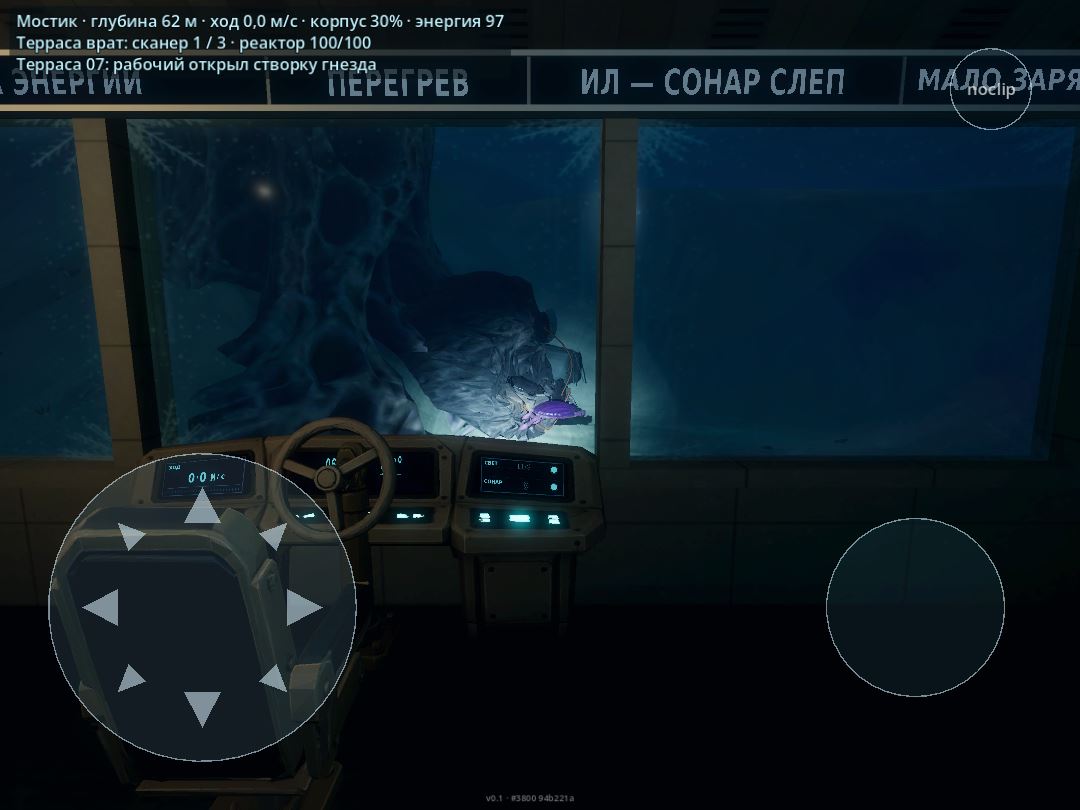 Мостик · глубина 62 м · ход 0,0 м/с · корпус 30% · энергия 97
Терраса врат: сканер 1 / 3 · реактор 100/100
Терраса 07: рабочий открыл створку гнезда
ЭНЕРГИИ ПЕРЕГРЕВ ИЛ — СОНАР СЛЕП МАЛО ЗАРЯ
noclip
ХОД
0·0 М/С
СВЕТ
СОНАР
v0.1 · #3800 94b221a